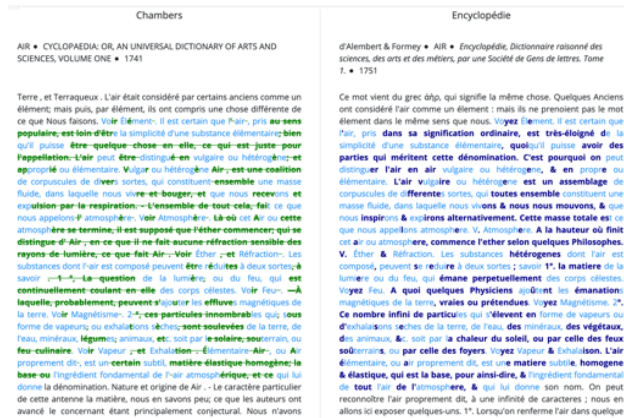 Chambers
AIR ● CYCLOPAEDIA: OR, AN UNIVERSAL DICTIONARY OF ARTS AND
SCIENCES, VOLUME ONE ● 1741
Terre , et Terraqueux . L'air était considéré par certains anciens comme un
élément; mais puis, par élément, ils ont compris une chose différente de
ce que Nous faisons. Voir Élément-. Il est certain que l'-air-, pris au sens
populaire, est loin d'être la simplicité d'une substance élémentaire; bien
qu'il puisse être quelque chose en elle, ce qui est juste pour
l'appellation. L'air peut être distingué en vulgaire ou hétérogène; et
approprié ou élémentaire. Vulgar ou hétérogène Air , est une coalition
de corpuscules de divers sortes, qui constituent ensemble une masse
fluide, dans laquelle nous vivre et bouger, et que nous recevons et
expulsion par la respiration. - L'ensemble de tout cela, fait ce que
nous appelons l' atmosphère-. Voir Atmosphère-. Là où cet Air ou cette
atmosphère se termine, il est supposé que l'éther commencer; qui se
distingue d' Air , en ce que il ne fait aucune réfraction sensible des
rayons de lumière, ce que fait Air . Voir Éther , et Réfraction-. Les
substances dont l'-air est composé peuvent être réduites à deux sortes; à
savoir , 1 °. La question de la lumière, ou du feu, qui est
continuellement coulant en elle des corps célestes. Voir Feu-. —À
laquelle, probablement, peuvent s'ajouter les effluves magnétiques de
la terre. Voir Magnétisme-. 2 °, ces particules innombrables qui; sous
forme de vapeurs; ou exhalations sèches, sont soulevées de la terre, de
l'eau, minéraux, légumes; animaux, etc. soit par le solaire, souterrain, ou
feu culinaire. Voir Vapeur , et Exhalation . Élémentaire Air , ou Air
proprement dit-, est un certain subtil, matière élastique homogène; la
base ou l'ingrédient fondamental de l'-air atmosphérique, et ce qui lui
donne la dénomination. Nature et origine de Air . - Le caractère particulier
de cette antenne la matière, nous en savons peu; ce que les auteurs ont
avancé le concernant étant principalement conjectural. Nous n'avons
Encyclopédie
d'Alembert & Formey ● AIR ● Encyclopédie, Dictionnaire raisonné des
sciences, des arts et des métiers, par une Société de Gens de lettres. Tome
1. ● 1751
Ce mot vient du grec ἀὴρ, qui signifie la même chose. Quelques Anciens
ont considéré l'air comme un élement : mais ils ne prenoient pas le mot
élément dans le même sens que nous. Voyez Élement. Il est certain que
l'air, pris dans sa signification ordinaire, est très-éloigné de la
simplicité d'une substance élémentaire, quoiqu'il puisse avoir des
parties qui méritent cette dénomination. C'est pourquoi on peut
distinguer l'air en air vulgaire ou hétérogene, & en propre ou
élémentaire. L'air vulgaire ou hétérogene est un assemblage de
corpuscules de différentes sortes, qui toutes ensemble constituent une
masse fluide, dans laquelle nous vivons & nous nous mouvons, & que
nous inspirons & expirons alternativement. Cette masse totale est ce
que nous appellons atmosphere. V. Atmosphere. A la hauteur où finit
cet air ou atmosphere, commence l'ether selon quelques Philosophes.
V. Éther & Réfraction. Les substances hétérogenes dont l'air est
composé, peuvent se reduire à deux sortes ; savoir 1°. la matiere de la
lumiere ou du feu, qui émane perpetuellement des corps célestes.
Voyez Feu. A quoi quelques Physiciens ajoûtent les émanations
magnétiques de la terre, vraies ou prétendues. Voyez Magnétisme. 2°.
Ce nombre infini de particules qui s'élevent en forme de vapeurs ou
d'exhalaisons seches de la terre, de l'eau, des minéraux, des végétaux,
des animaux, &c. soit par la chaleur du soleil, ou par celle des feux
soûterrains, ou par celle des foyers. Voyez Vapeur & Exhalaison. L'air
élémentaire, ou air proprement dit, est une matiere subtile, homogene
& élastique, qui est la base, pour ainsi-dire, & l'ingrédient fondamental
de tout l'air de l'atmosphere, & qui lui donne son nom. On peut
reconnoître l'air proprement dit, à une infinité de caracteres ; nous en
allons ici exposer quelques-uns. 1°. Lorsqu'on renferme l'air dans quelque